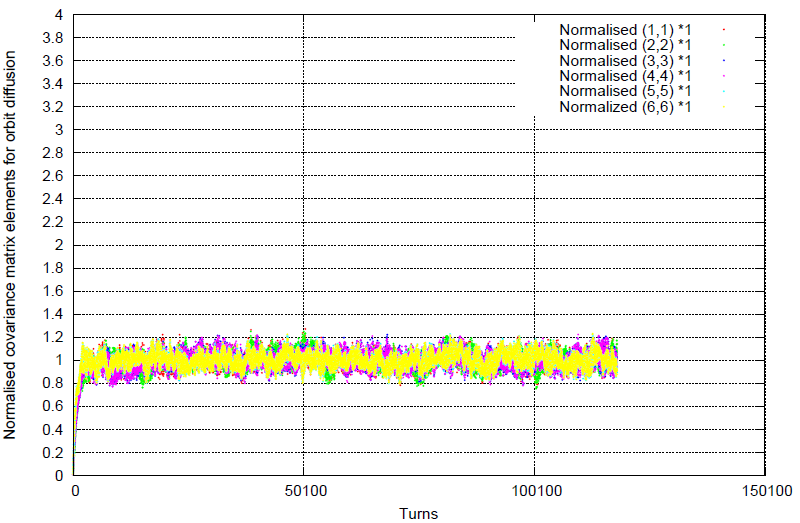 Normalised covariance matrix elements for orbit diffusion
4
3.8
3.6
3.4
3.2
3
2.8
2.6
2.4
2.2
2
1.8
1.6
1.4
1.2
1
0.8
0.6
0.4
0.2
0
Normalised (1,1) *1
Normalised (2,2) *1
Normalised (3,3) *1
Normalised (4,4) *1
Normalised (5,5) *1
Normalized (6,6) *1
0 50100 100100 150100
Turns